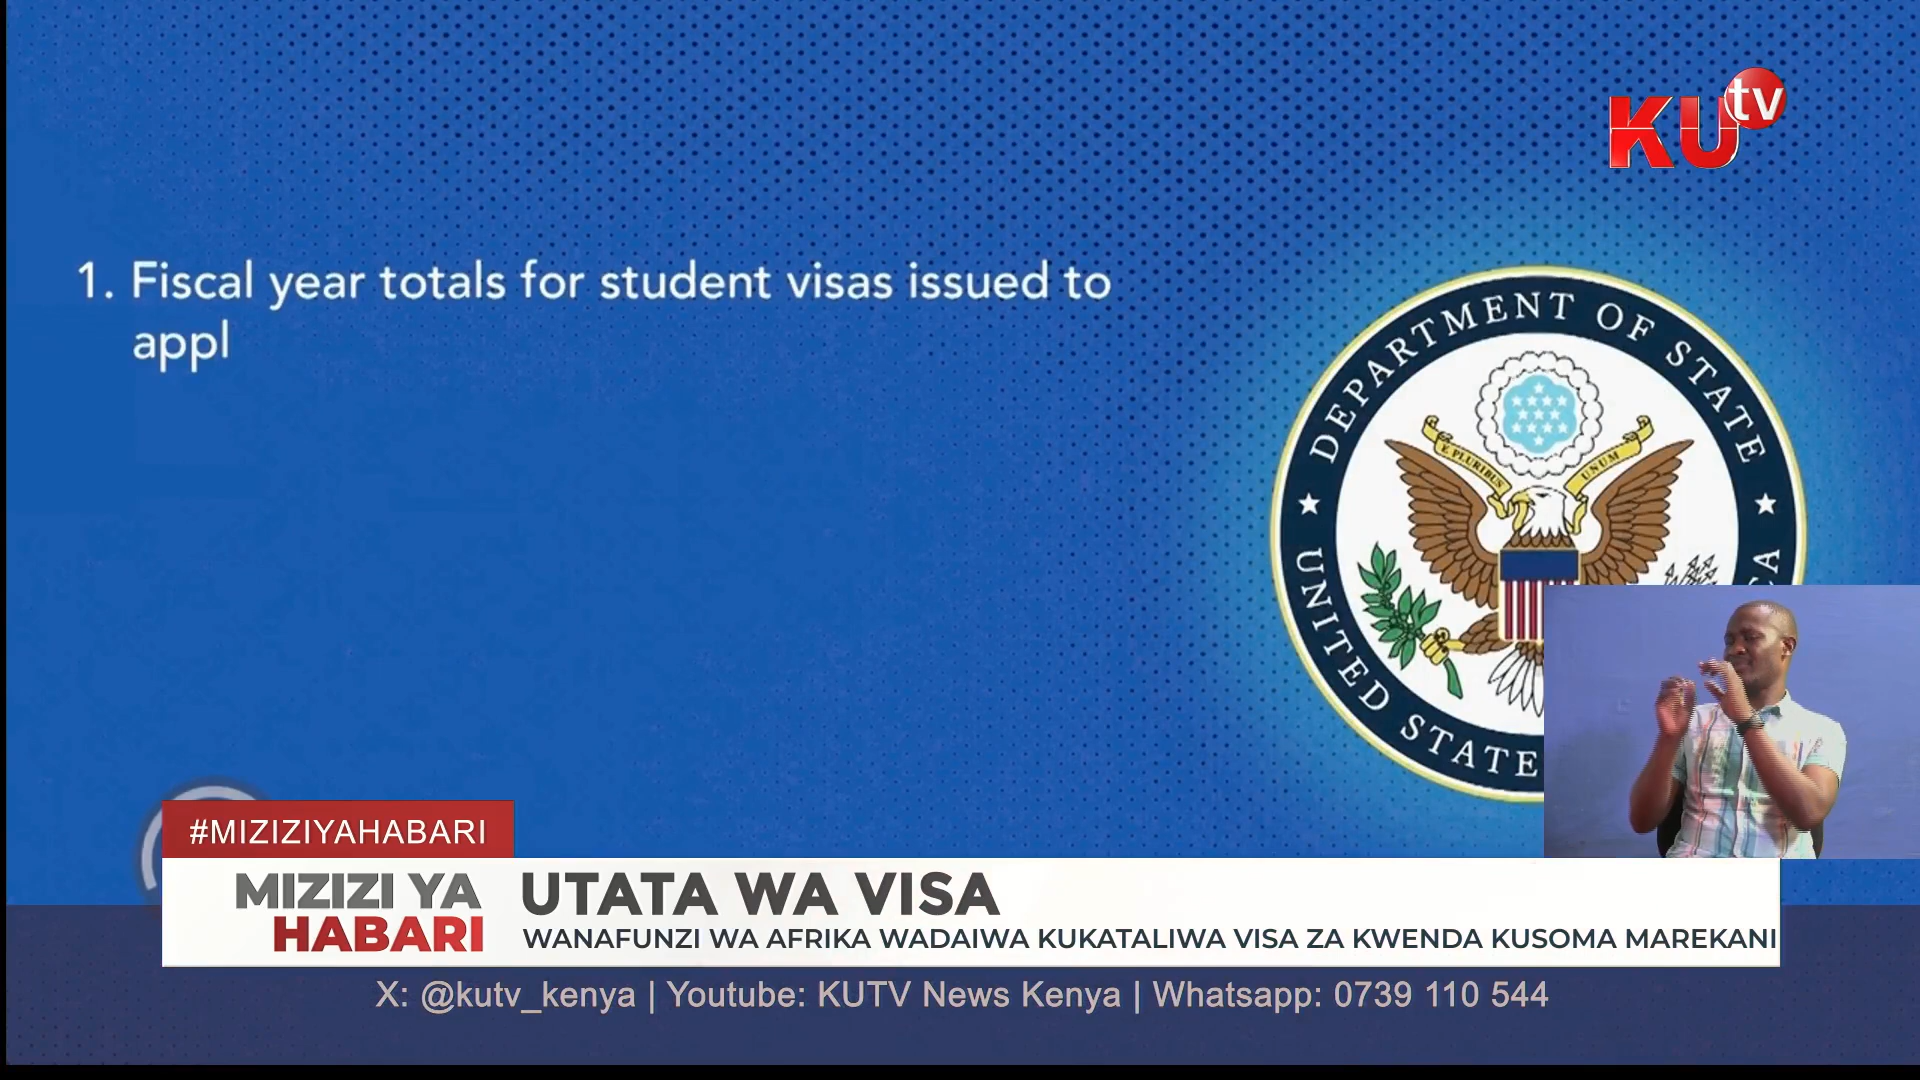 KUtv
1. Fiscal year totals for student visas issued to
appl
DEPARTMENT OF STATE
E PLURIBUS UNUM
UNITED STATE
CA
#MIZIZIYAHABARI
MIZIZI YA
HABARI
UTATA WA VISA
WANAFUNZI WA AFRIKA WADAIWA KUKATALIWA VISA ZA KWENDA KUSOMA MAREKANI
X: @kutv_kenya | Youtube: KUTV News Kenya | Whatsapp: 0739 110 544